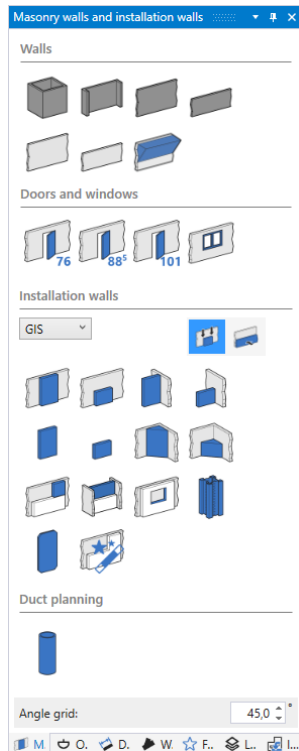 Masonry walls and installation walls
Walls
Doors and windows
76 88⁵ 101
Installation walls
GIS
Duct planning
Angle grid: 45,0 °
M. O. D. W. F.. L.. I...